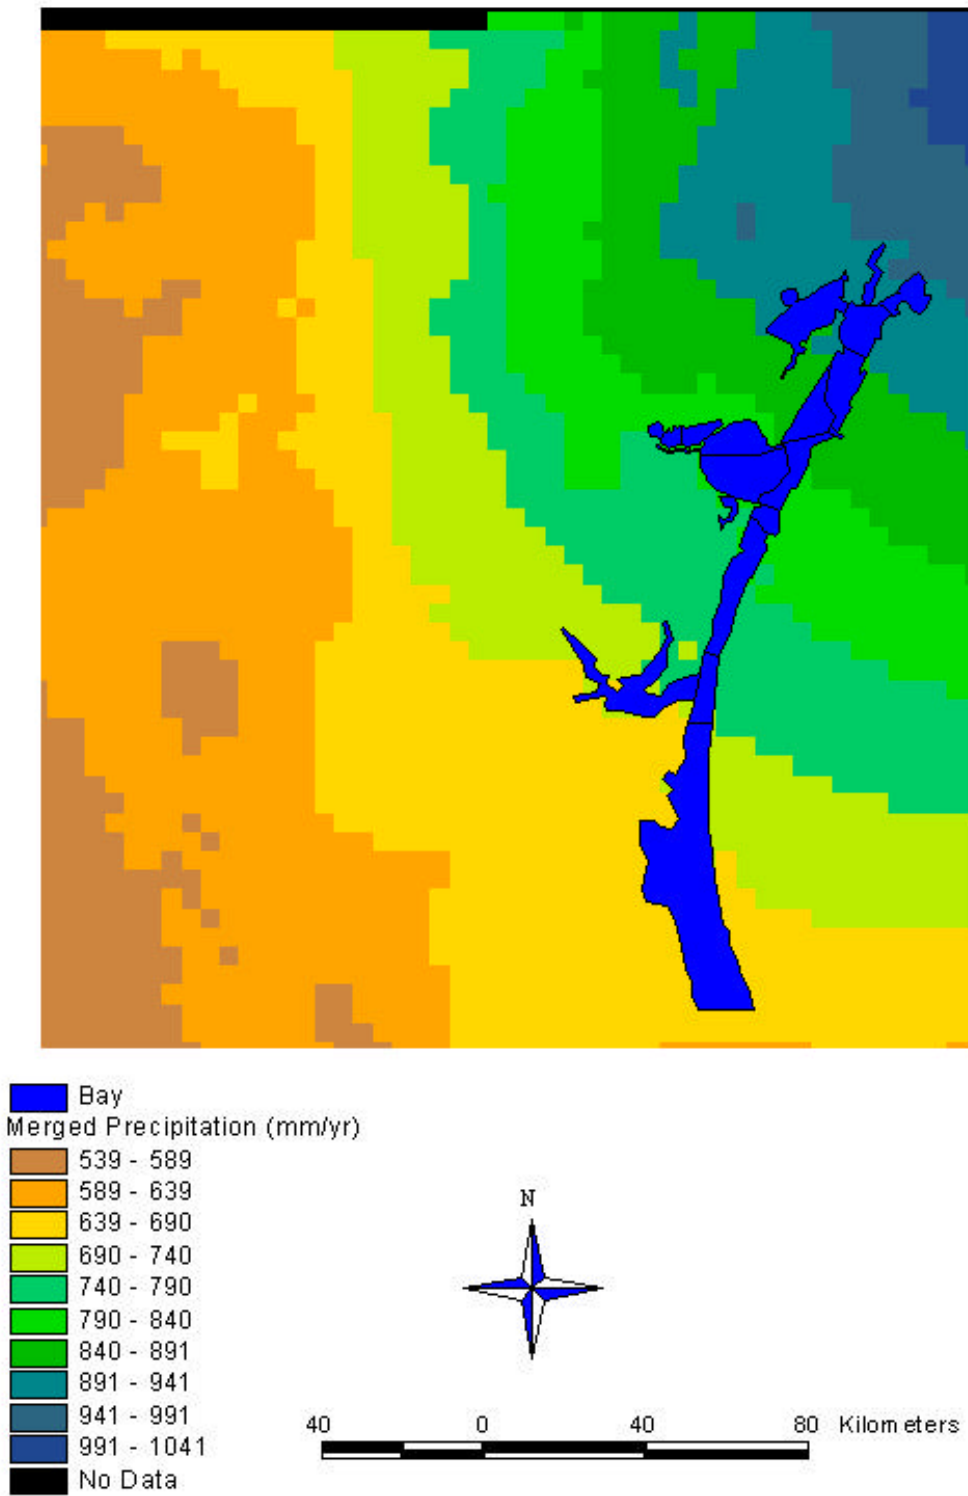 Bay
Merged Precipitation (mm/yr)
539 - 589
589 - 639
639 - 690
690 - 740
740 - 790
790 - 840
840 - 891
891 - 941
941 - 991
991 - 1041
No Data
N
40 0 40 80 Kilometers